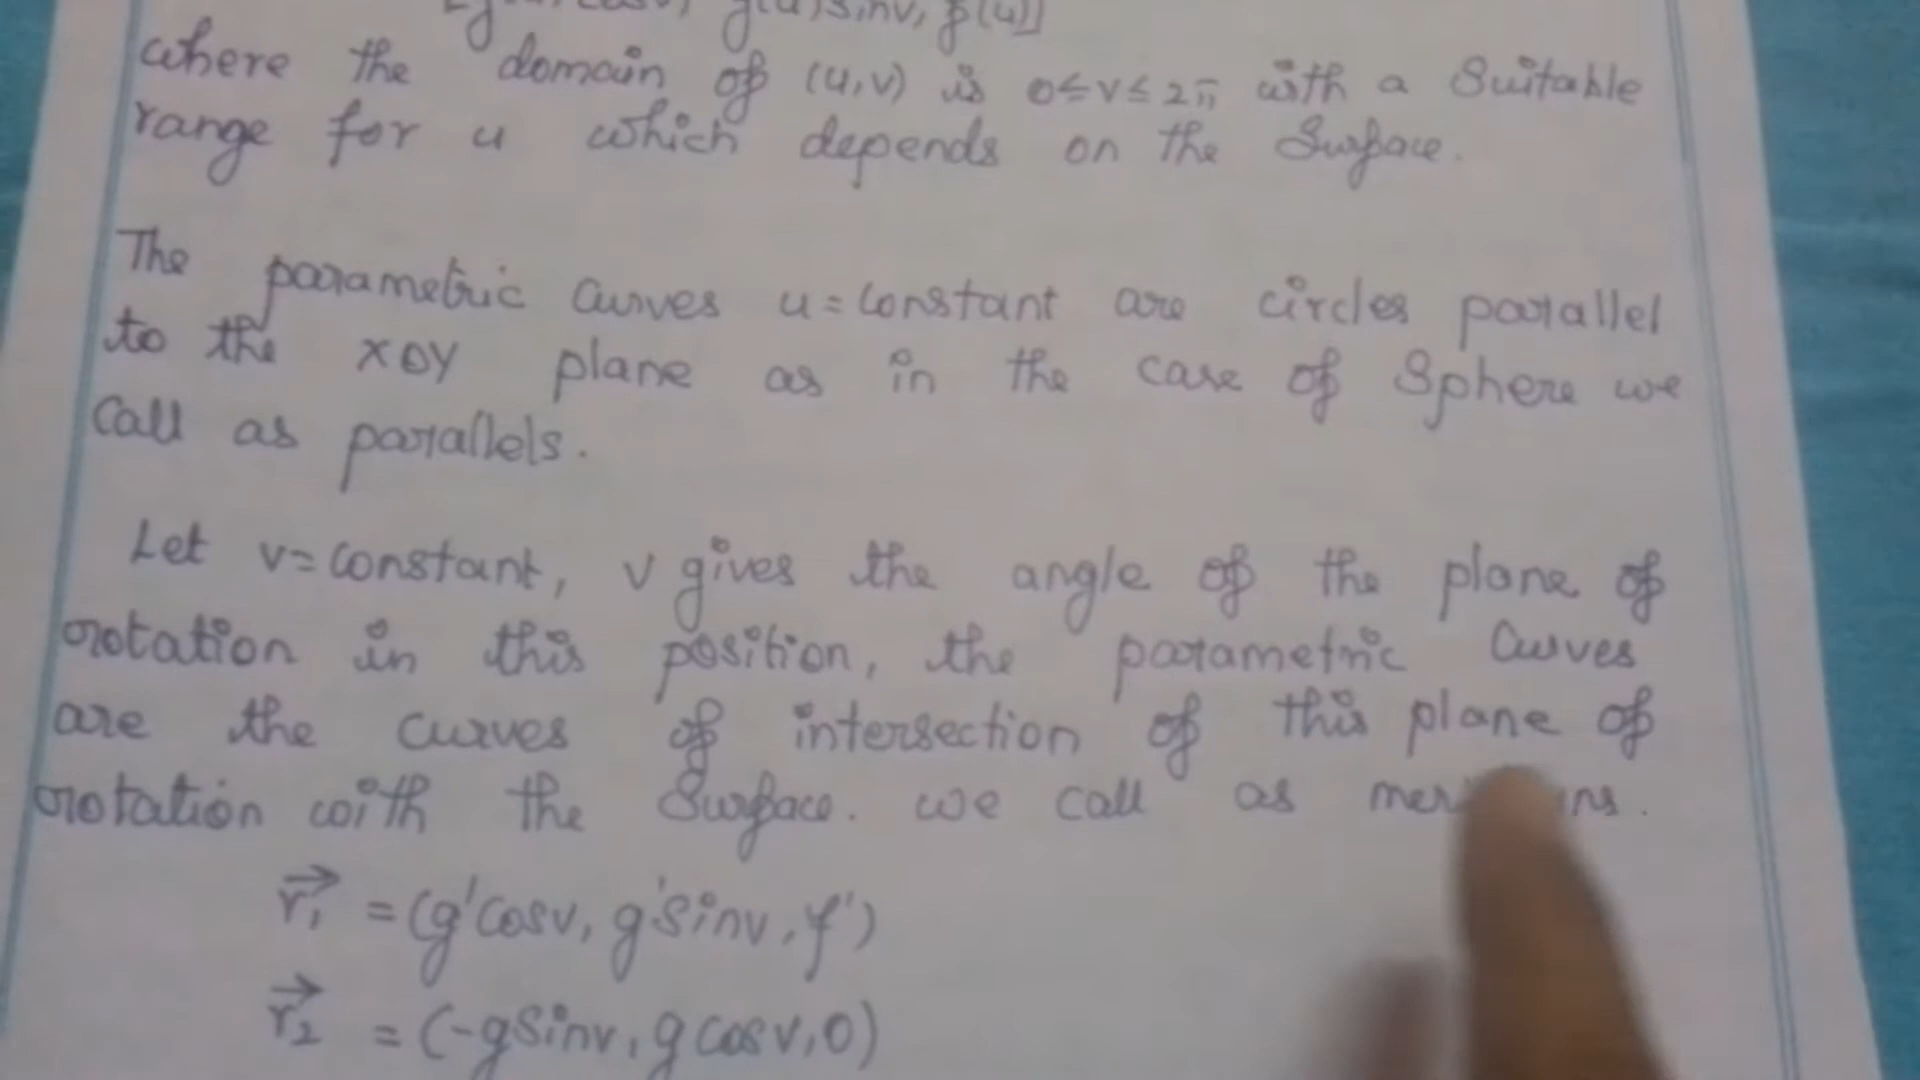 g(u)sinv, f(u)]
where the domain of (u,v) is 0≤v≤2π with a suitable
range for u which depends on the surface.
The parametric curves u=constant are circles parallel
to the XOY plane as in the case of sphere we
call as parallels.
Let v=constant, v gives the angle of the plane of
rotation in this position, the parametric curves
are the curves of intersection of this plane of
rotation with the surface. we call as
r₁⃗ = (g'cosv, g'sinv, f')
r₂⃗ = (-gsinv, gcosv, 0)